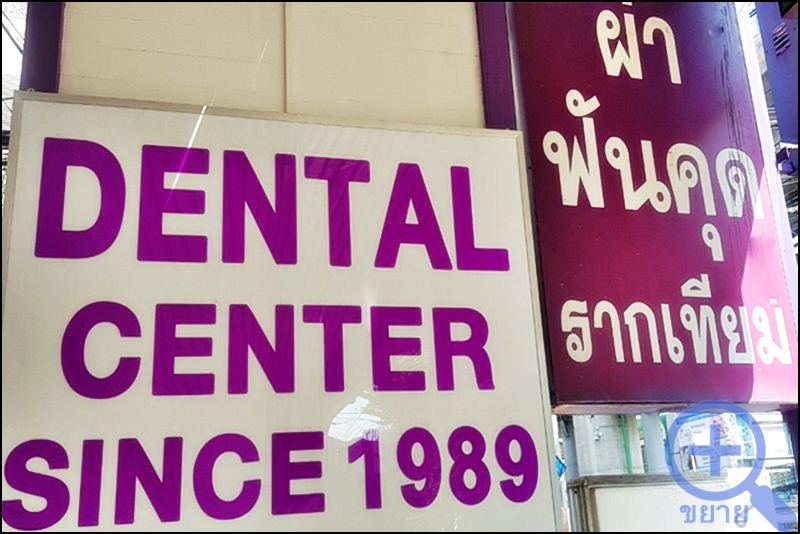 DENTAL
CENTER
SINCE 1989
ผ่า
ฟันคุด
รากเทียม
ขยาย